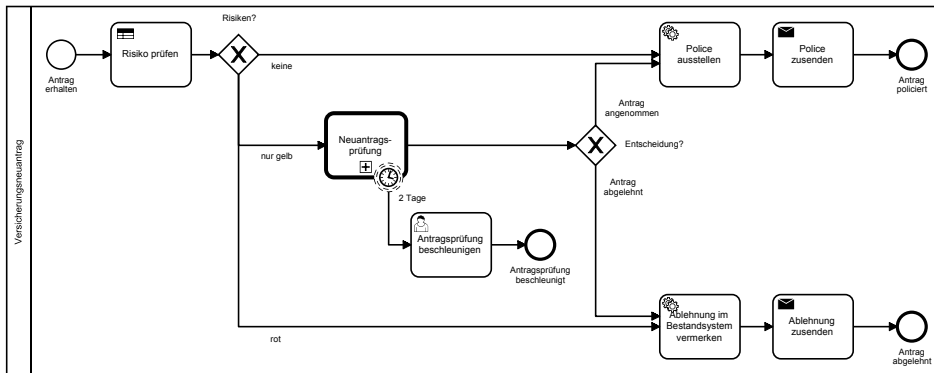 Versicherungsneuantrag
Antrag
erhalten
Risiko prüfen
Risiken?
keine
nur gelb
rot
Neuantrags-
prüfung
2 Tage
Antragsprüfung
beschleunigen
Antragsprüfung
beschleunigt
Entscheidung?
Antrag
angenommen
Antrag
abgelehnt
Police
ausstellen
Police
zusenden
Antrag
policiert
Ablehnung im
Bestandsystem
vermerken
Ablehnung
zusenden
Antrag
abgelehnt